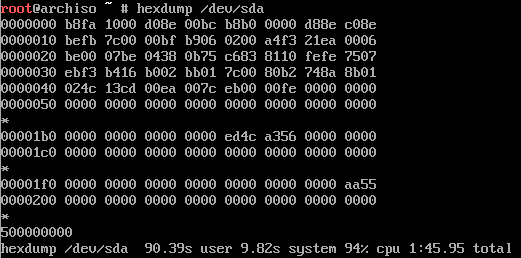 root@archiso ~ # hexdump /dev/sda
0000000 b8fa 1000 d08e 00bc b8b0 0000 d88e c08e
0000010 befb 7c00 00bf b906 0200 a4f3 21ea 0006
0000020 be00 07be 0438 0b75 c683 8110 fefe 7507
0000030 ebf3 b416 b002 bb01 7c00 80b2 748a 8b01
0000040 024c 13cd 00ea 007c eb00 00fe 0000 0000
0000050 0000 0000 0000 0000 0000 0000 0000 0000
*
00001b0 0000 0000 0000 0000 ed4c a356 0000 0000
00001c0 0000 0000 0000 0000 0000 0000 0000 0000
*
00001f0 0000 0000 0000 0000 0000 0000 0000 aa55
0000200 0000 0000 0000 0000 0000 0000 0000 0000
*
500000000
hexdump /dev/sda  90.39s user 9.82s system 94% cpu 1:45.95 total